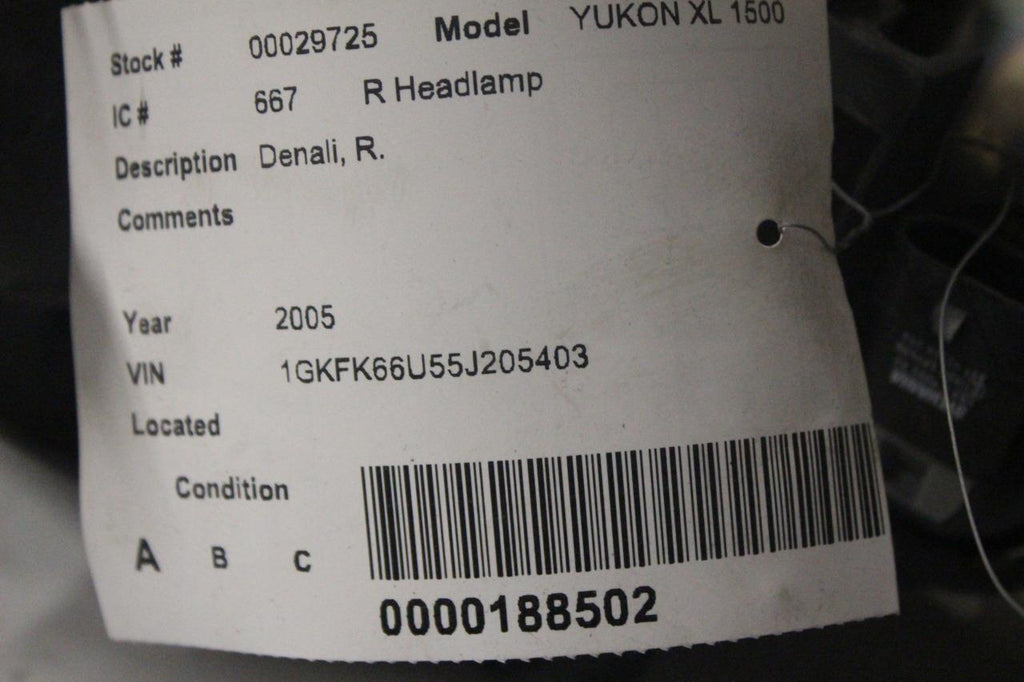 Stock # 00029725 Model YUKON XL 1500
IC # 667 R Headlamp
Description Denali, R.
Comments
Year 2005
VIN 1GKFK66U55J205403
Located
Condition
A B C
0000188502